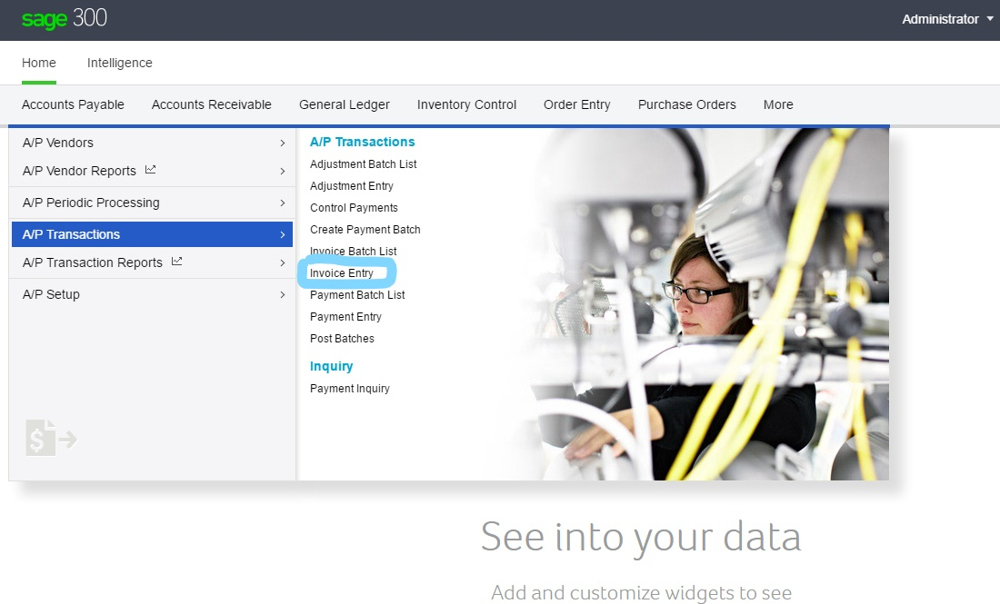 sage 300
Administrator
Home Intelligence
Accounts Payable Accounts Receivable General Ledger Inventory Control Order Entry Purchase Orders More
A/P Vendors
A/P Vendor Reports
A/P Periodic Processing
A/P Transactions
A/P Transaction Reports
A/P Setup
$
A/P Transactions
Adjustment Batch List
Adjustment Entry
Control Payments
Create Payment Batch
Invoice Batch List
Invoice Entry
Payment Batch List
Payment Entry
Post Batches
Inquiry
Payment Inquiry
See into your data
Add and customize widgets to see